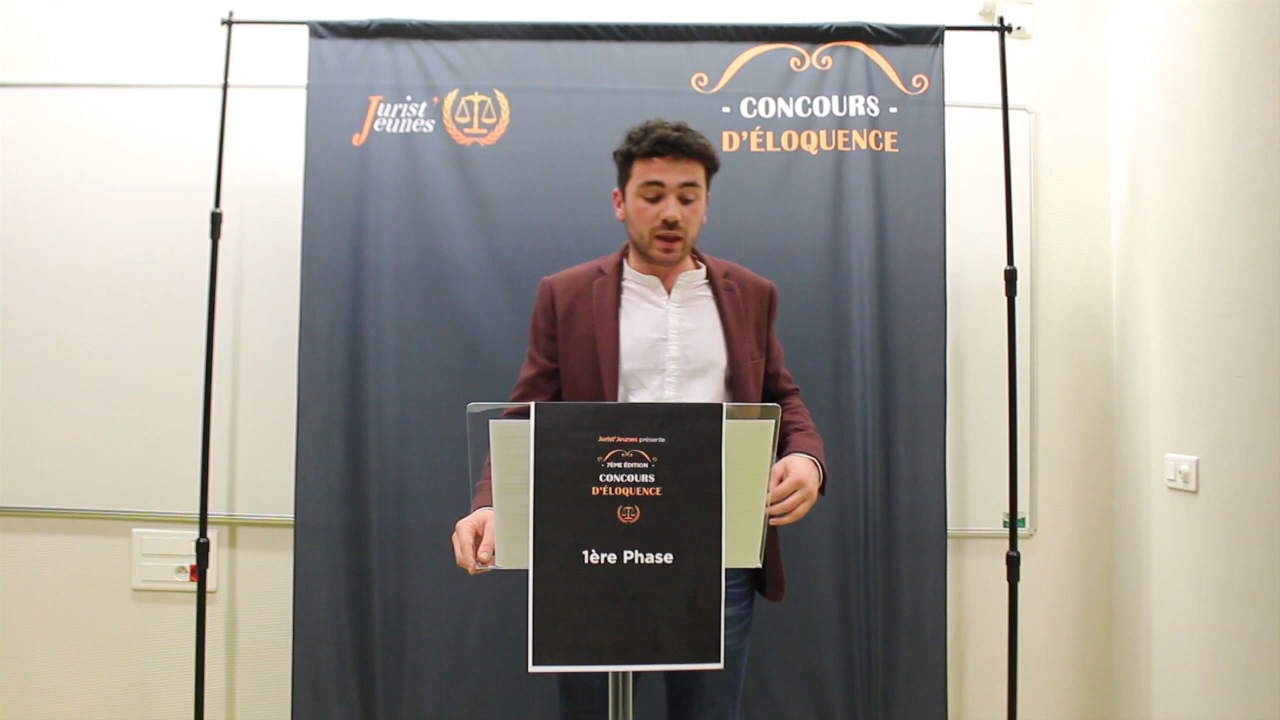 Jurist'
Jeunes
- CONCOURS -
D'ÉLOQUENCE
Jurist'Jeunes présente
- 7ÈME ÉDITION -
CONCOURS
D'ÉLOQUENCE
1ère Phase